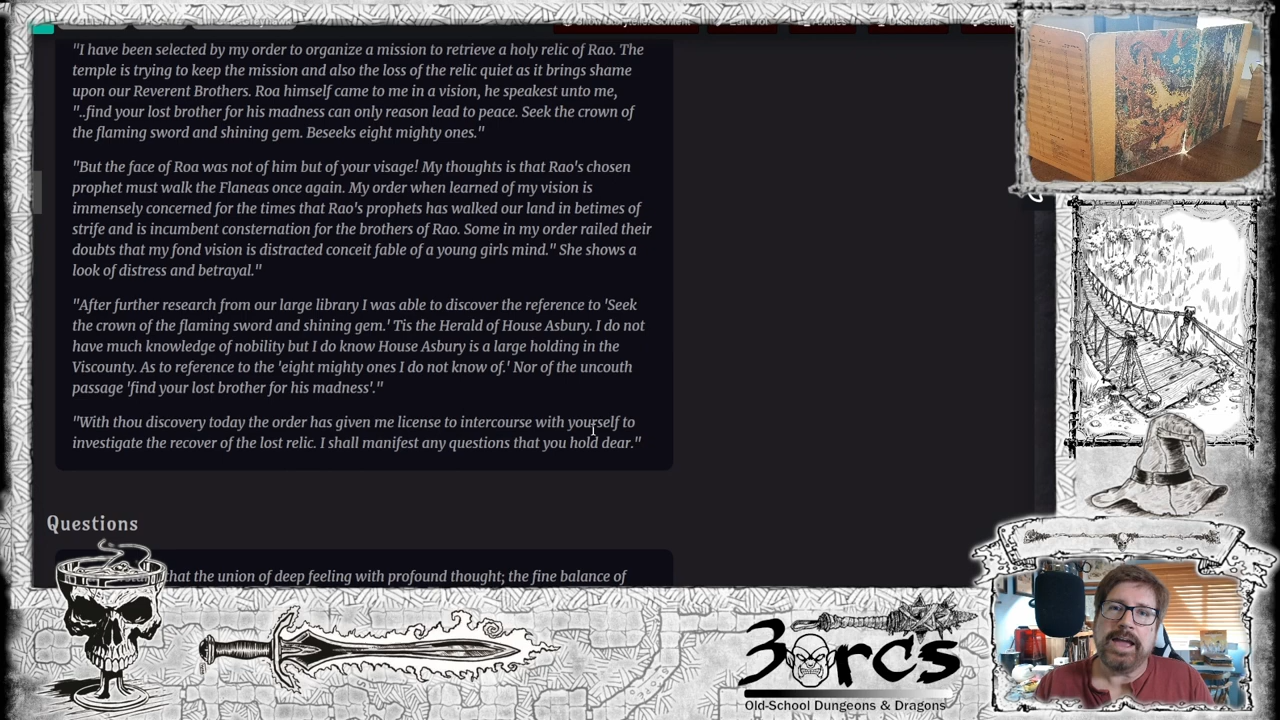 "I have been selected by my order to organize a mission to retrieve a holy relic of Rao. The
temple is trying to keep the mission and also the loss of the relic quiet as it brings shame
upon our Reverent Brothers. Roa himself came to me in a vision, he speakest unto me,
"..find your lost brother for his madness can only reason lead to peace. Seek the crown of
the flaming sword and shining gem. Beseeks eight mighty ones."
"But the face of Roa was not of him but of your visage! My thoughts is that Rao's chosen
prophet must walk the Flaneas once again. My order when learned of my vision is
immensely concerned for the times that Rao's prophets has walked our land in betimes of
strife and is incumbent consternation for the brothers of Rao. Some in my order railed their
doubts that my fond vision is distracted conceit fable of a young girls mind." She shows a
look of distress and betrayal."
"After further research from our large library I was able to discover the reference to 'Seek
the crown of the flaming sword and shining gem.' Tis the Herald of House Asbury. I do not
have much knowledge of nobility but I do know House Asbury is a large holding in the
Viscounty. As to reference to the 'eight mighty ones I do not know of.' Nor of the uncouth
passage 'find your lost brother for his madness'."
"With thou discovery today the order has given me license to intercourse with yourself to
investigate the recover of the lost relic. I shall manifest any questions that you hold dear."
Questions
that the union of deep feeling with profound thought; the fine balance of
3orcs
Old-School Dungeons & Dragons